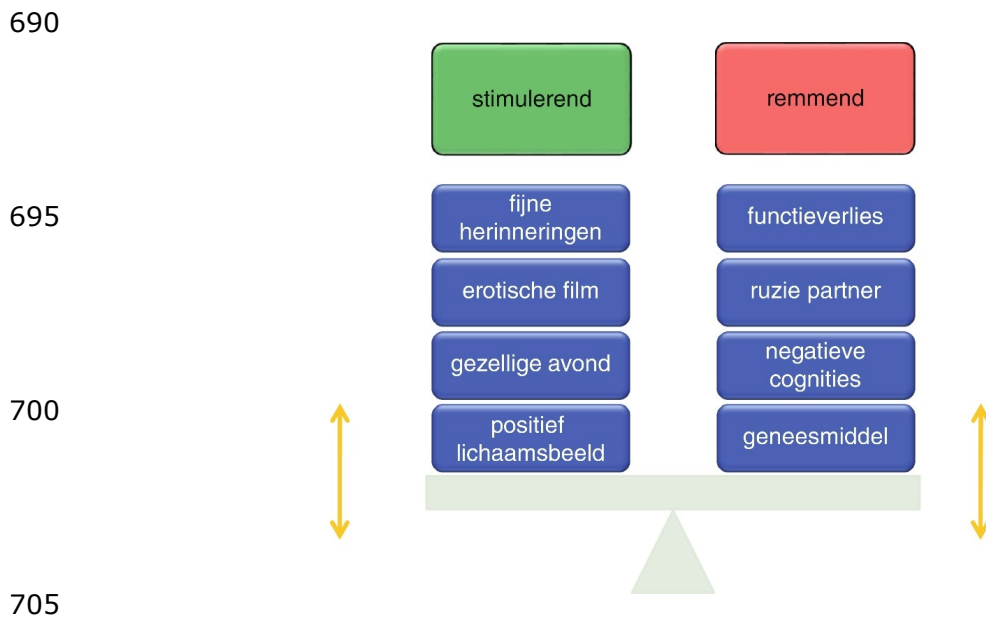 690
stimulerend
remmend
695
fijne
herinneringen
functieverlies
erotische film
ruzie partner
gezellige avond
negatieve
cognities
700
positief
lichaamsbeeld
geneesmiddel
705